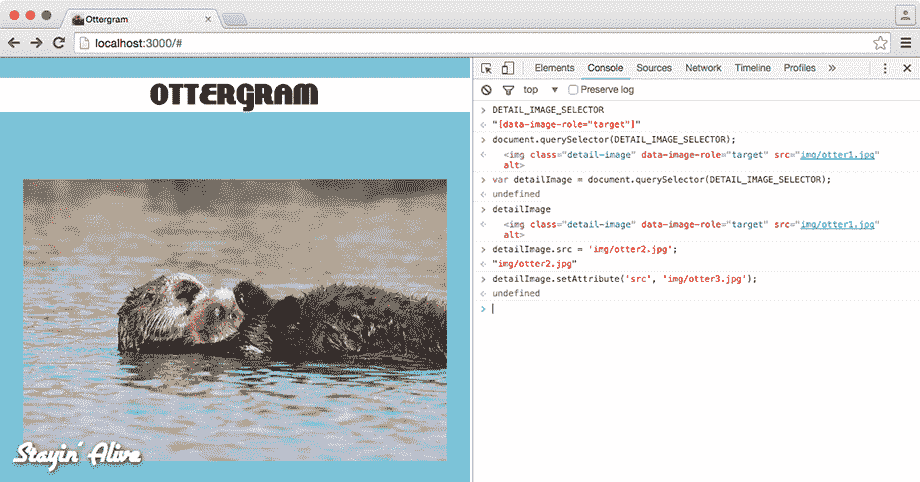 Ottergram
localhost:3000/#
OTTERGRAM
Stayin' Alive
Elements Console Sources Network Timeline Profiles »
top Preserve log
> DETAIL_IMAGE_SELECTOR
"[data-image-role="target"]"
> document.querySelector(DETAIL_IMAGE_SELECTOR);
<img class="detail-image" data-image-role="target" src="img/otter1.jpg"
alt>
> var detailImage = document.querySelector(DETAIL_IMAGE_SELECTOR);
undefined
> detailImage
<img class="detail-image" data-image-role="target" src="img/otter1.jpg"
alt>
> detailImage.src = 'img/otter2.jpg';
"img/otter2.jpg"
> detailImage.setAttribute('src', 'img/otter3.jpg');
undefined
>